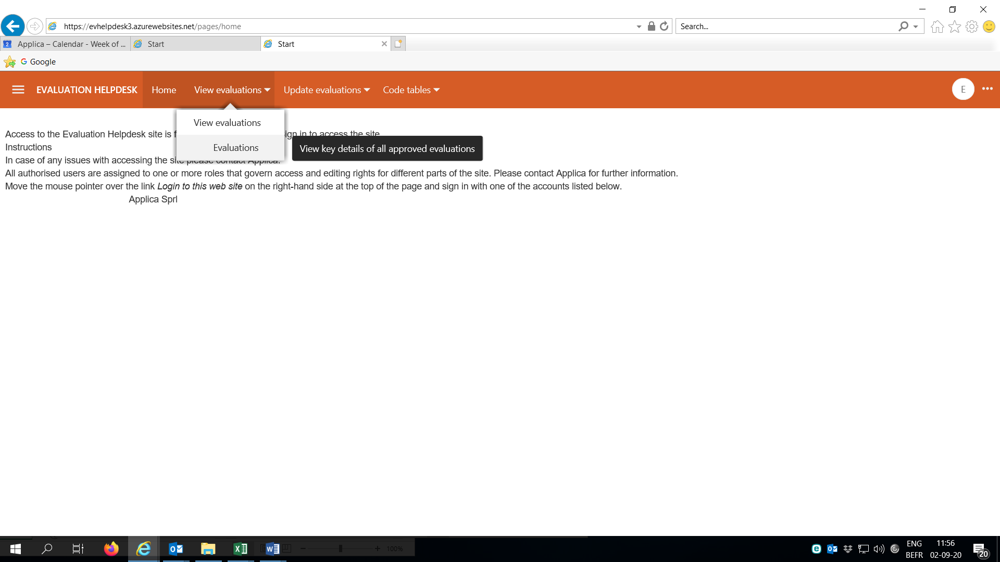 https://evhelpdesk3.azurewebsites.net/pages/home
Search...
2 Applica – Calendar - Week of ...
Start
Start
Google
EVALUATION HELPDESK
Home
View evaluations
Update evaluations
Code tables
E
View evaluations
Evaluations
View key details of all approved evaluations
Access to the Evaluation Helpdesk site is sign in to access the site
Instructions
In case of any issues with accessing the site please contact Applica.
All authorised users are assigned to one or more roles that govern access and editing rights for different parts of the site. Please contact Applica for further information.
Move the mouse pointer over the link Login to this web site on the right-hand side at the top of the page and sign in with one of the accounts listed below.
Applica Sprl
100%
ENG
BEFR
11:56
02-09-20
20